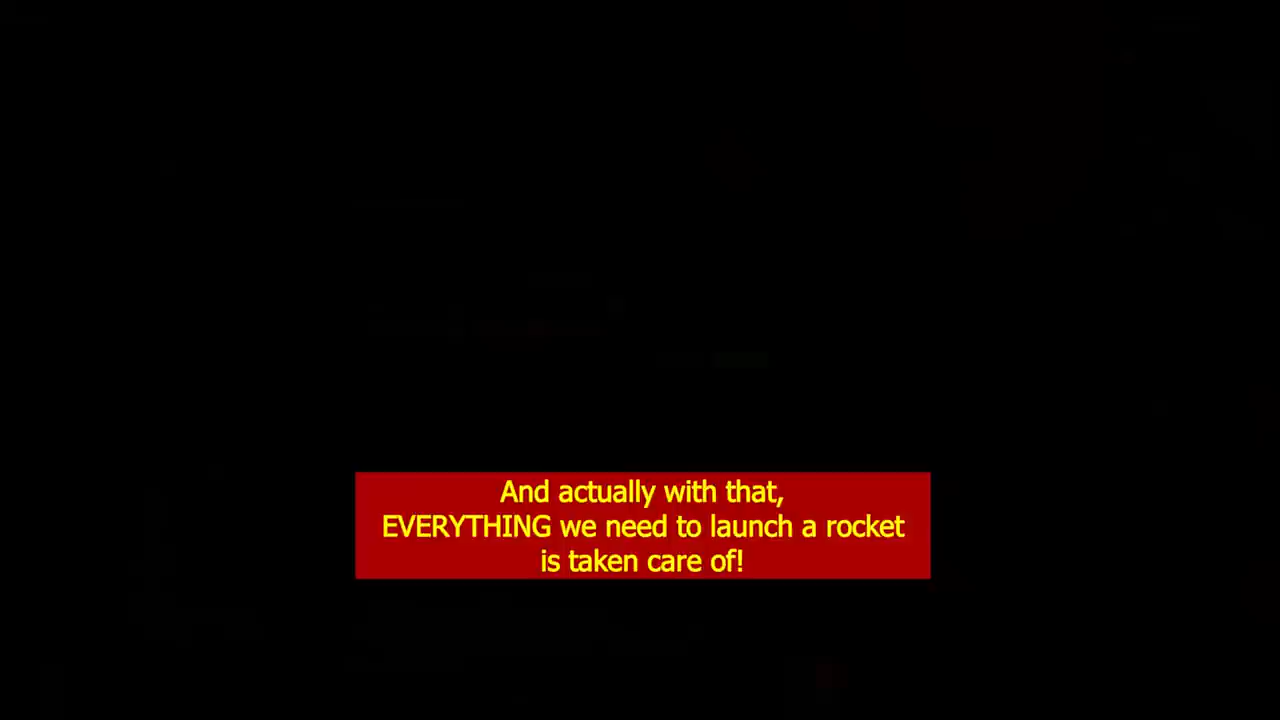 And actually with that,
EVERYTHING we need to launch a rocket
is taken care of!